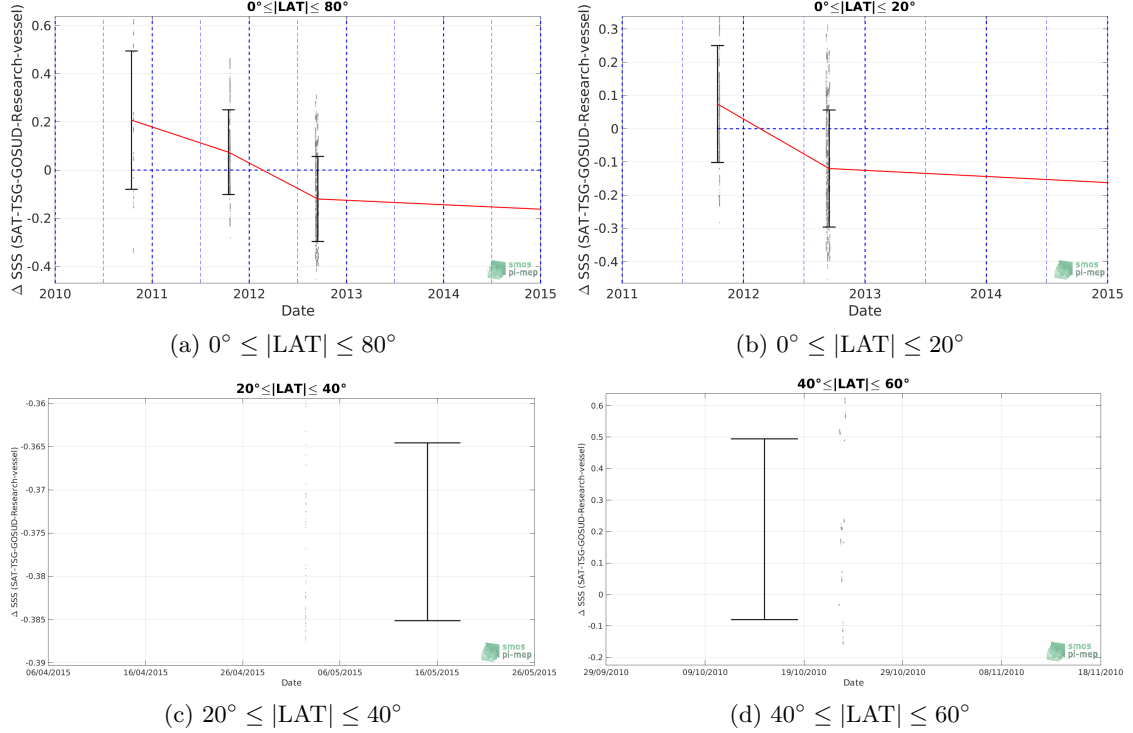 0°≤|LAT|≤ 80°
Δ SSS (SAT-TSG-GOSUD-Research-vessel)
0.6
0.4
0.2
0
-0.2
-0.4
2010 2011 2012 2013 2014 2015
Date
smos
pi-mep
(a) 0° ≤ |LAT| ≤ 80°
0°≤|LAT|≤ 20°
Δ SSS (SAT-TSG-GOSUD-Research-vessel)
0.3
0.2
0.1
0
-0.1
-0.2
-0.3
-0.4
2011 2012 2013 2014 2015
Date
smos
pi-mep
(b) 0° ≤ |LAT| ≤ 20°
20°≤|LAT|≤ 40°
Δ SSS (SAT-TSG-GOSUD-Research-vessel)
-0.36
-0.365
-0.37
-0.375
-0.38
-0.385
-0.39
06/04/2015 16/04/2015 26/04/2015 06/05/2015 16/05/2015 26/05/2015
Date
smos
pi-mep
(c) 20° ≤ |LAT| ≤ 40°
40°≤|LAT|≤ 60°
Δ SSS (SAT-TSG-GOSUD-Research-vessel)
0.6
0.5
0.4
0.3
0.2
0.1
0
-0.1
-0.2
29/09/2010 09/10/2010 19/10/2010 29/10/2010 08/11/2010 18/11/2010
Date
smos
pi-mep
(d) 40° ≤ |LAT| ≤ 60°